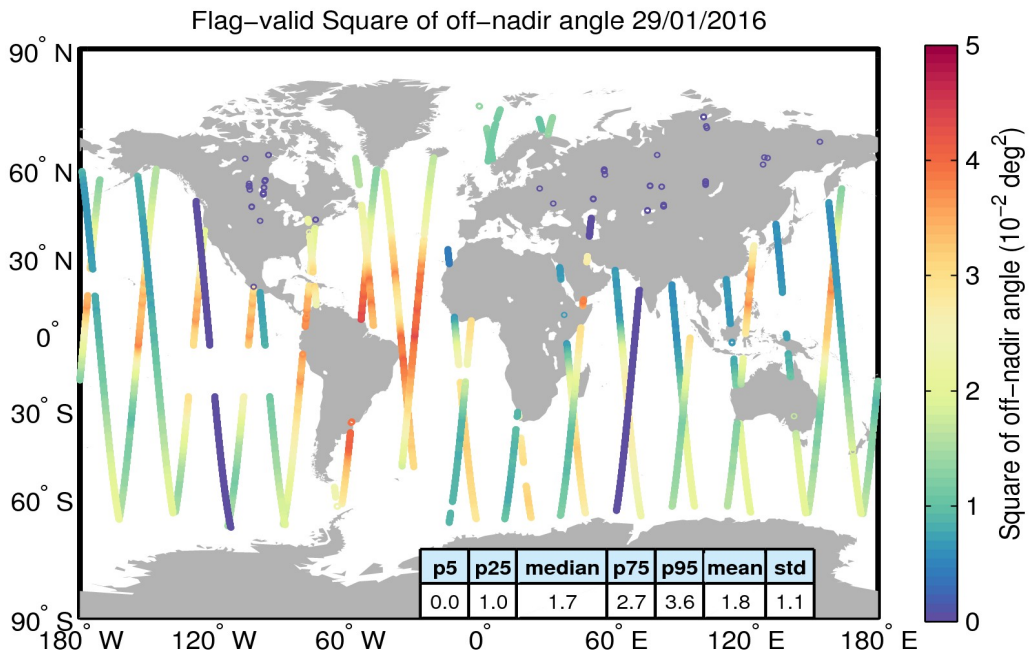 Flag−valid Square of off−nadir angle 29/01/2016
90° N
60° N
30° N
0°
30° S
60° S
90° S
180° W
120° W
60° W
0°
60° E
120° E
180° E
p5 p25 median p75 p95 mean std
0.0 1.0 1.7 2.7 3.6 1.8 1.1
5
4
3
2
1
0
Square of off−nadir angle (10⁻² deg²)